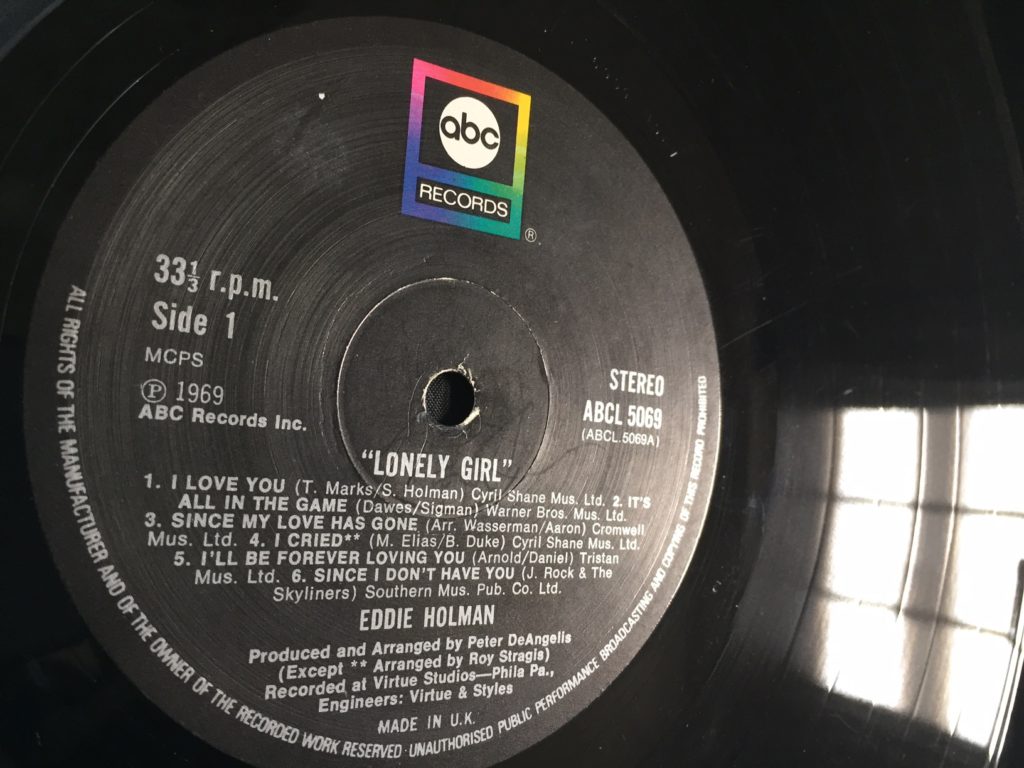 abc
RECORDS
®
33⅓ r.p.m.
Side 1
MCPS
Ⓟ 1969
ABC Records Inc.
STEREO
ABCL 5069
(ABCL.5069A)
"LONELY GIRL"
1. I LOVE YOU (T. Marks/S. Holman) Cyril Shane Mus. Ltd. 2. IT'S
ALL IN THE GAME (Dawes/Sigman) Warner Bros. Mus. Ltd.
3. SINCE MY LOVE HAS GONE (Arr. Wasserman/Aaron) Cromwell
Mus. Ltd. 4. I CRIED** (M. Elias/B. Duke) Cyril Shane Mus. Ltd.
5. I'LL BE FOREVER LOVING YOU (Arnold/Daniel) Tristan
Mus. Ltd. 6. SINCE I DON'T HAVE YOU (J. Rock & The
Skyliners) Southern Mus. Pub. Co. Ltd.
EDDIE HOLMAN
Produced and Arranged by Peter DeAngelis
(Except ** Arranged by Roy Stragis)
Recorded at Virtue Studios—Phila Pa.,
Engineers: Virtue & Styles
MADE IN U.K.
ALL RIGHTS OF THE MANUFACTURER AND OF THE OWNER OF THE RECORDED WORK RESERVED · UNAUTHORISED PUBLIC PERFORMANCE BROADCASTING AND COPYING OF THIS RECORD PROHIBITED